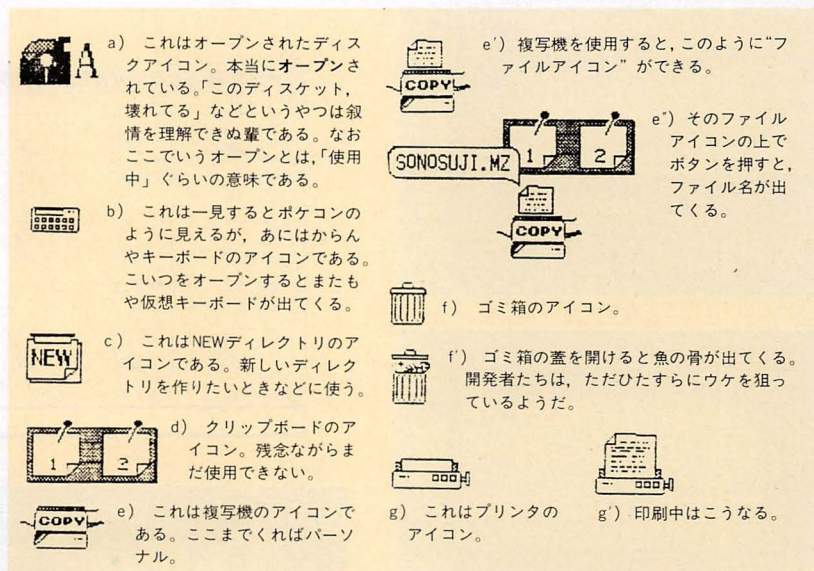 A
a) これはオープンされたディス
クアイコン。本当にオープンさ
れている。「このディスケット,
壊れてる」などというやつは叙
情を理解できぬ輩である。なお
ここでいうオープンとは,「使用
中」ぐらいの意味である。
b) これは一見するとポケコンの
ように見えるが, あにはからん
やキーボードのアイコンである。
こいつをオープンするとまたも
や仮想キーボードが出てくる。
NEW
c) これはNEWディレクトリのア
イコンである。新しいディレク
トリを作りたいときなどに使う。
1 2
d) クリップボードのア
イコン。残念ながらま
だ使用できない。
COPY
e) これは複写機のアイコンで
ある。ここまでくればパーソ
ナル。
COPY
e′) 複写機を使用すると, このように“フ
ァイルアイコン”ができる。
1 2
SONOSUJI.MZ
COPY
e″) そのファイル
アイコンの上で
ボタンを押すと,
ファイル名が出
てくる。
f) ゴミ箱のアイコン。
f′) ゴミ箱の蓋を開けると魚の骨が出てくる。
開発者たちは, ただひたすらにウケを狙っ
ているようだ。
g) これはプリンタの
アイコン。
g′) 印刷中はこうなる。